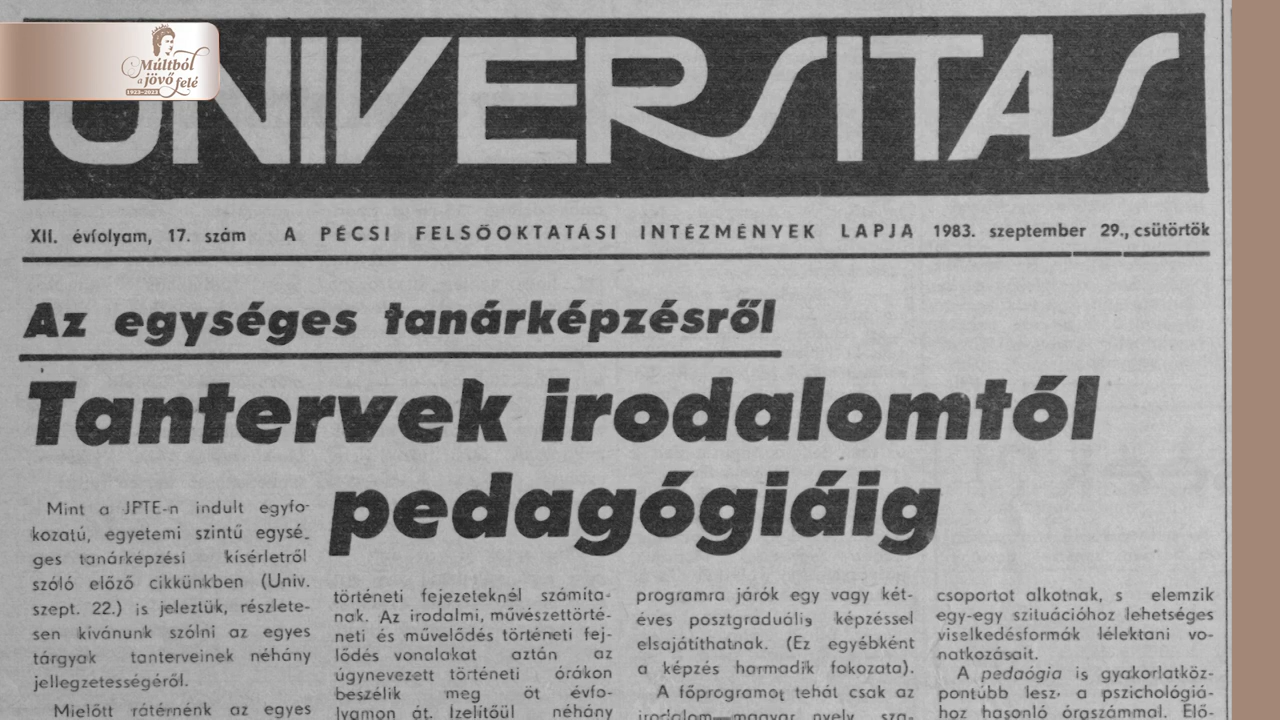 Múltból
a jövő felé
1923-2023
UNIVERSITAS
XII. évfolyam, 17. szám A PÉCSI FELSŐOKTATÁSI INTÉZMÉNYEK LAPJA 1983. szeptember 29., csütörtök
Az egységes tanárképzésről
Tantervek irodalomtól
pedagógiáig
Mint a JPTE-n indult egyfo-
kozatú, egyetemi szintű egysé-
ges tanárképzési kísérletről
szóló előző cikkünkben (Univ.
szept. 22.) is jeleztük, részlete-
sen kívánunk szólni az egyes
tárgyak tanterveinek néhány
jellegzetességéről.
Mielőtt rátérnénk az egyes
történeti fejezeteknél számíta-
nak. Az irodalmi, művészettörté-
neti és művelődés történeti fej-
lődés vonalakat aztán az
úgynevezett történeti órákon
beszélik meg öt évfo-
lyamon át. Ízelítőül néhány
programra járók egy vagy két-
éves posztgraduális képzéssel
elsajátíthatnak. (Ez egyébként
a képzés harmadik fokozata).
A főprogramot tehát csak az
irodalom—magyar nyelv sza-
csoportot alkotnak, s elemzik
egy-egy szituációhoz lehetséges
viselkedésformák lélektani vo-
natkozásait.
A pedaógia is gyakorlatköz-
pontúbb lesz a pszichológiá-
hoz hasonló óraszámmal. Elő-